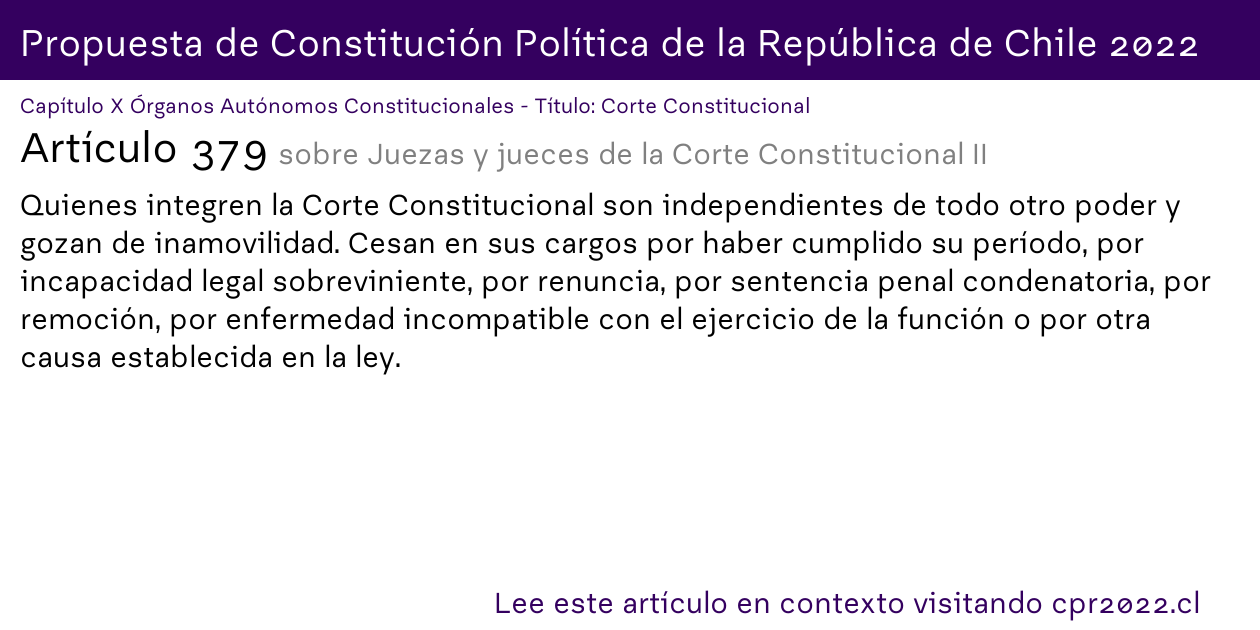 Propuesta de Constitución Política de la República de Chile 2022
Capítulo X Órganos Autónomos Constitucionales - Título: Corte Constitucional
Artículo 379 sobre Juezas y jueces de la Corte Constitucional II
Quienes integren la Corte Constitucional son independientes de todo otro poder y
gozan de inamovilidad. Cesan en sus cargos por haber cumplido su período, por
incapacidad legal sobreviniente, por renuncia, por sentencia penal condenatoria, por
remoción, por enfermedad incompatible con el ejercicio de la función o por otra
causa establecida en la ley.
Lee este artículo en contexto visitando cpr2022.cl